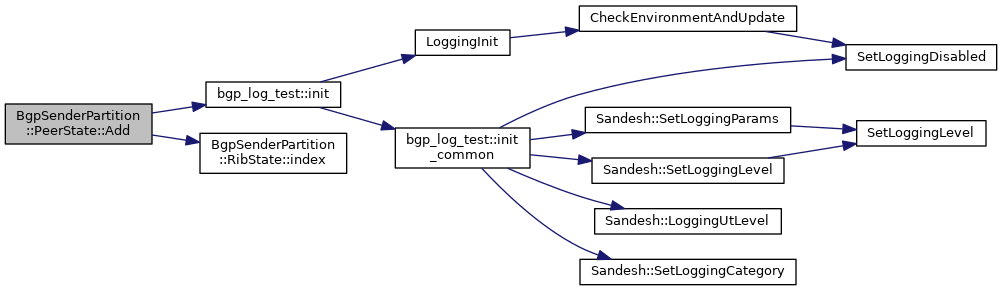 BgpSenderPartition
::PeerState::Add
bgp_log_test::init
LoggingInit
CheckEnvironmentAndUpdate
SetLoggingDisabled
BgpSenderPartition
::RibState::index
bgp_log_test::init
_common
Sandesh::SetLoggingParams
SetLoggingLevel
Sandesh::SetLoggingLevel
Sandesh::LoggingUtLevel
Sandesh::SetLoggingCategory